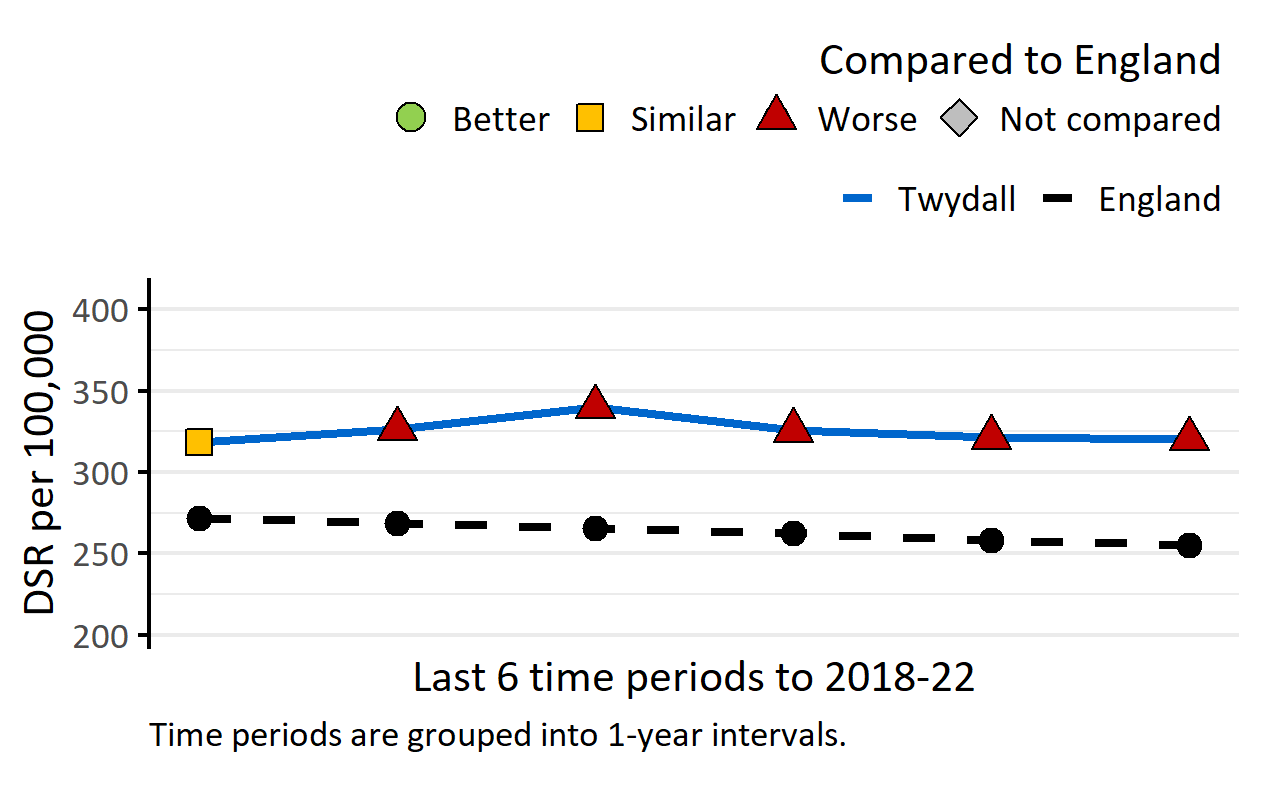 Compared to England
Better Similar Worse Not compared
Twydall England
DSR per 100,000
400
350
300
250
200
Last 6 time periods to 2018-22
Time periods are grouped into 1-year intervals.